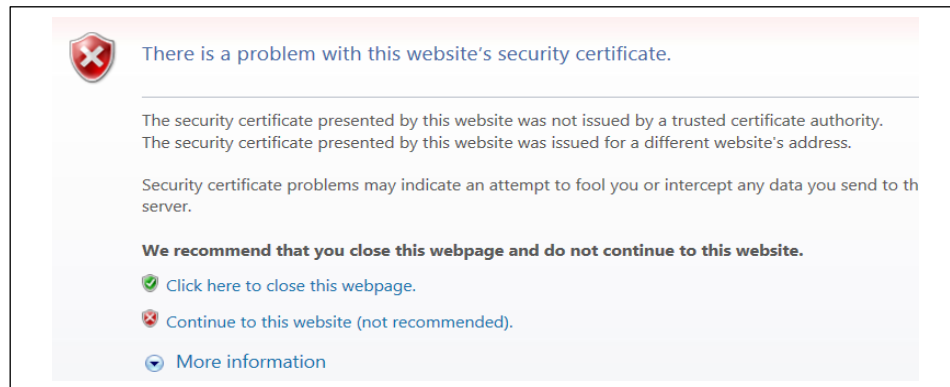 There is a problem with this website's security certificate.
The security certificate presented by this website was not issued by a trusted certificate authority.
The security certificate presented by this website was issued for a different website's address.
Security certificate problems may indicate an attempt to fool you or intercept any data you send to th
server.
We recommend that you close this webpage and do not continue to this website.
Click here to close this webpage.
Continue to this website (not recommended).
More information